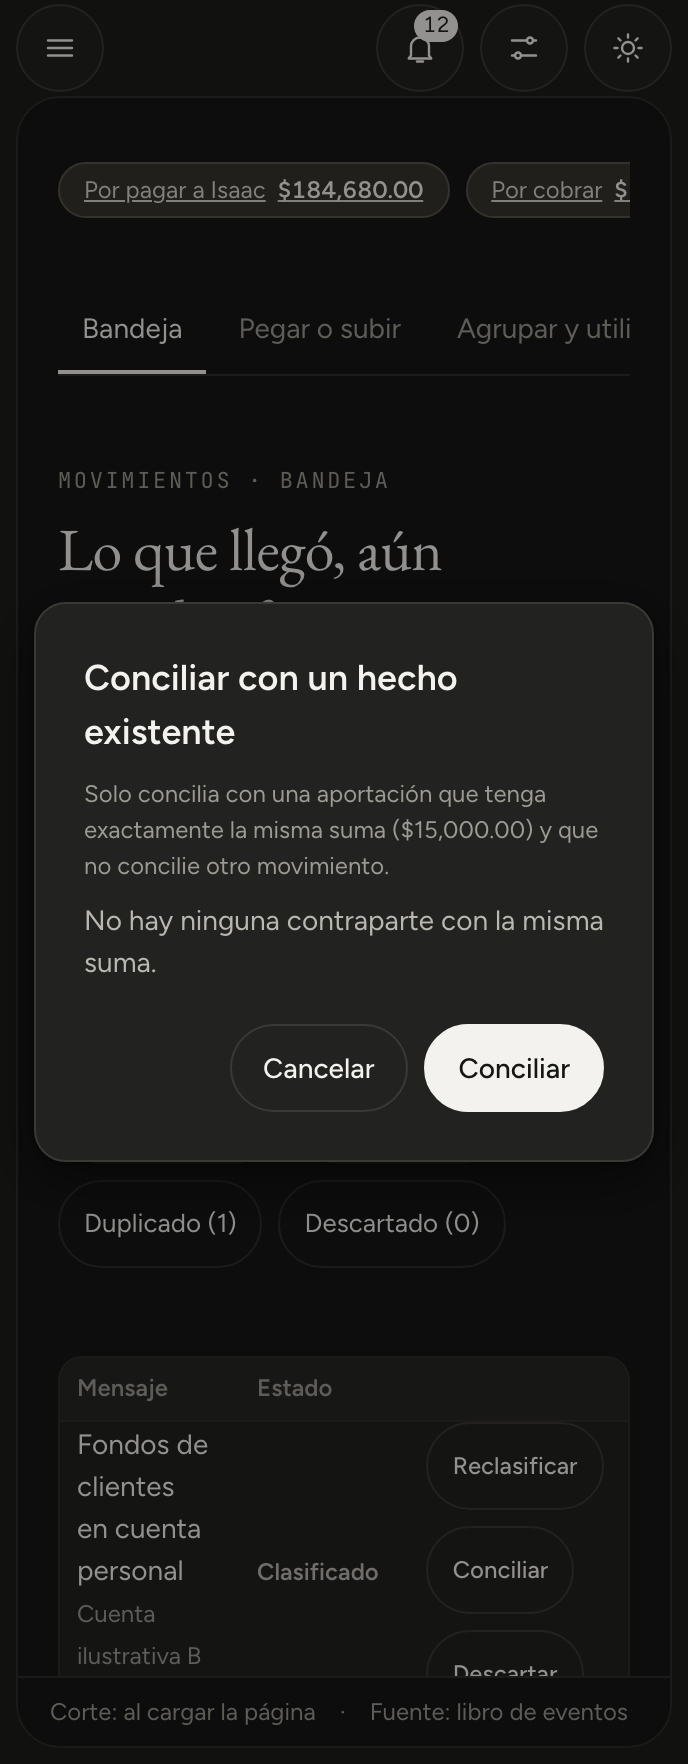 12
Por pagar a Isaac $184,680.00
Por cobrar $
Bandeja
Pegar o subir
Agrupar y utili
MOVIMIENTOS · BANDEJA
Lo que llegó, aún
Conciliar con un hecho
existente
Solo concilia con una aportación que tenga
exactamente la misma suma ($15,000.00) y que
no concilie otro movimiento.
No hay ninguna contraparte con la misma
suma.
Cancelar
Conciliar
Duplicado (1)
Descartado (0)
Mensaje
Estado
Fondos de
clientes
en cuenta
personal
Cuenta
ilustrativa B
Clasificado
Reclasificar
Conciliar
Descartar
Corte: al cargar la página · Fuente: libro de eventos